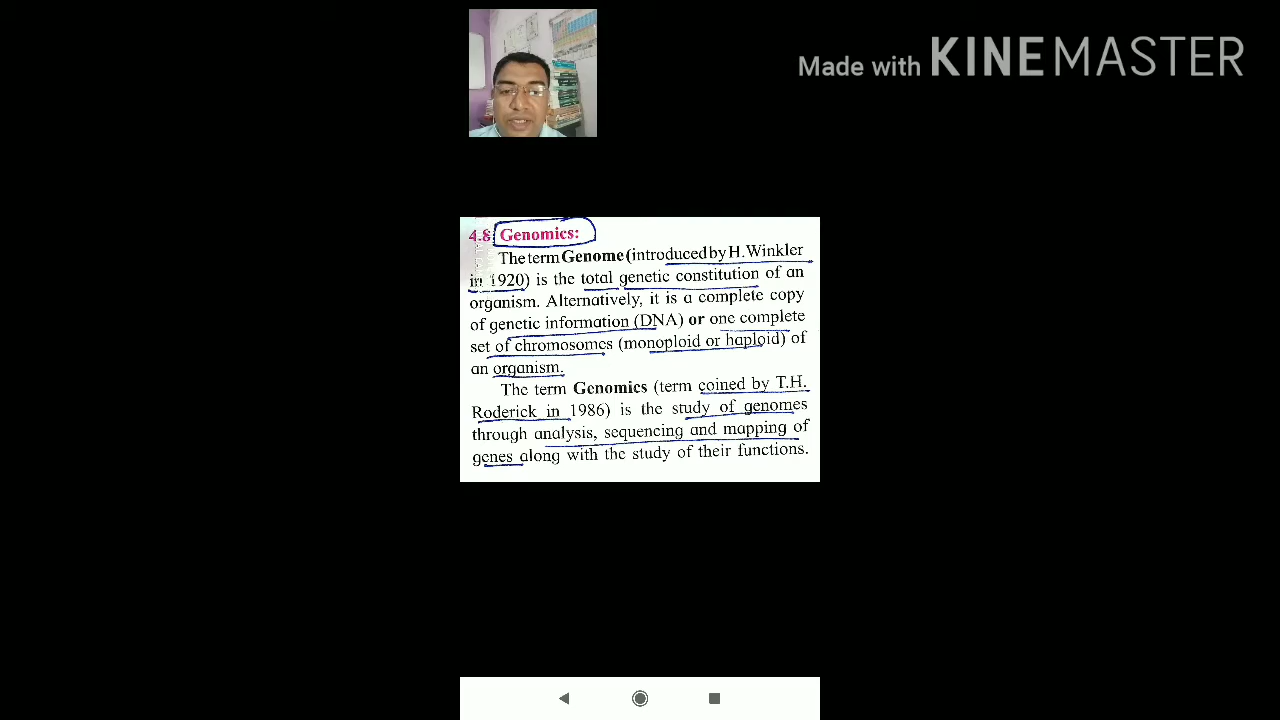 Made with KINEMASTER
4.8 Genomics:
The term Genome (introduced by H. Winkler
in 1920) is the total genetic constitution of an
organism. Alternatively, it is a complete copy
of genetic information (DNA) or one complete
set of chromosomes (monoploid or haploid) of
an organism.
The term Genomics (term coined by T.H.
Roderick in 1986) is the study of genomes
through analysis, sequencing and mapping of
genes along with the study of their functions.